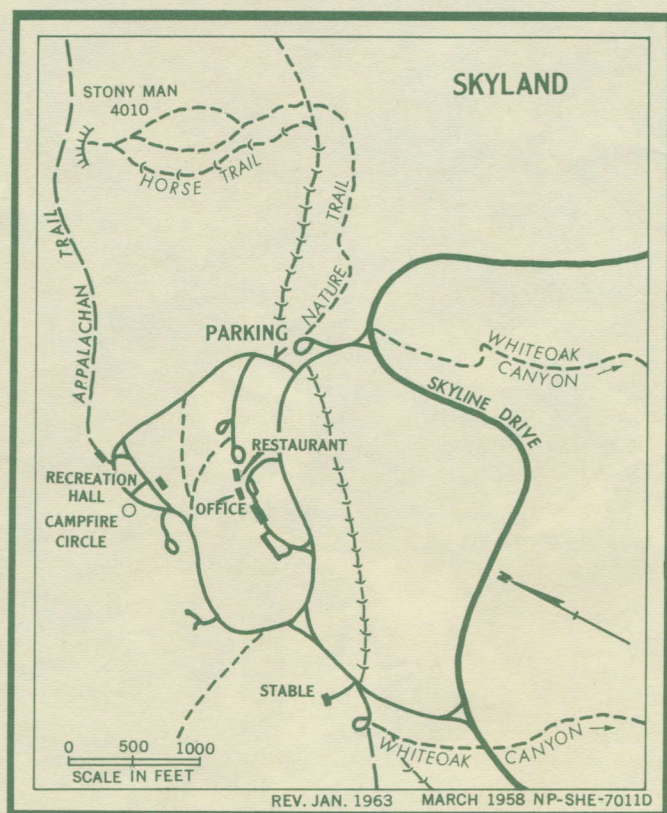 SKYLAND
STONY MAN
4010
HORSE TRAIL
APPALACHAN TRAIL
NATURE TRAIL
PARKING
WHITEOAK
CANYON
SKYLINE DRIVE
RESTAURANT
RECREATION
HALL
OFFICE
CAMPFIRE
CIRCLE
N
STABLE
WHITEOAK CANYON
0 500 1000
SCALE IN FEET
REV. JAN. 1963 MARCH 1958 NP-SHE-7011D